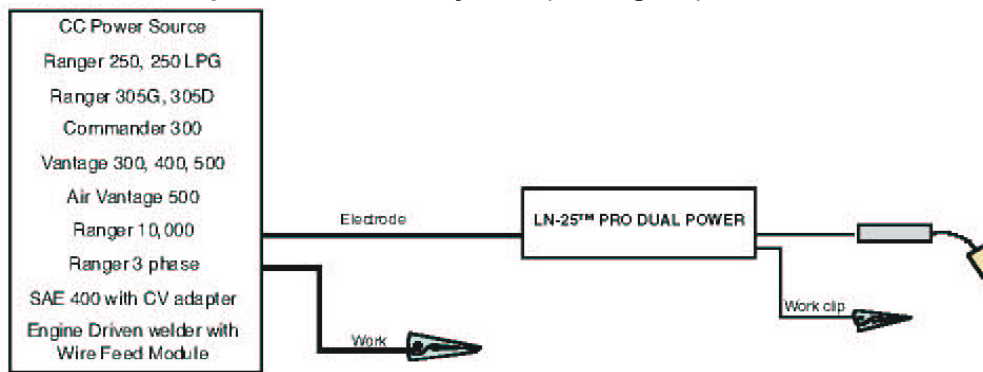 CC Power Source
Ranger 250, 250 LPG
Ranger 305G, 305D
Commander 300
Vantage 300, 400, 500
Air Vantage 500
Ranger 10,000
Ranger 3 phase
SAE 400 with CV adapter
Engine Driven welder with
Wire Feed Module
Electrode
LN-25™ PRO DUAL POWER
Work clip
Work